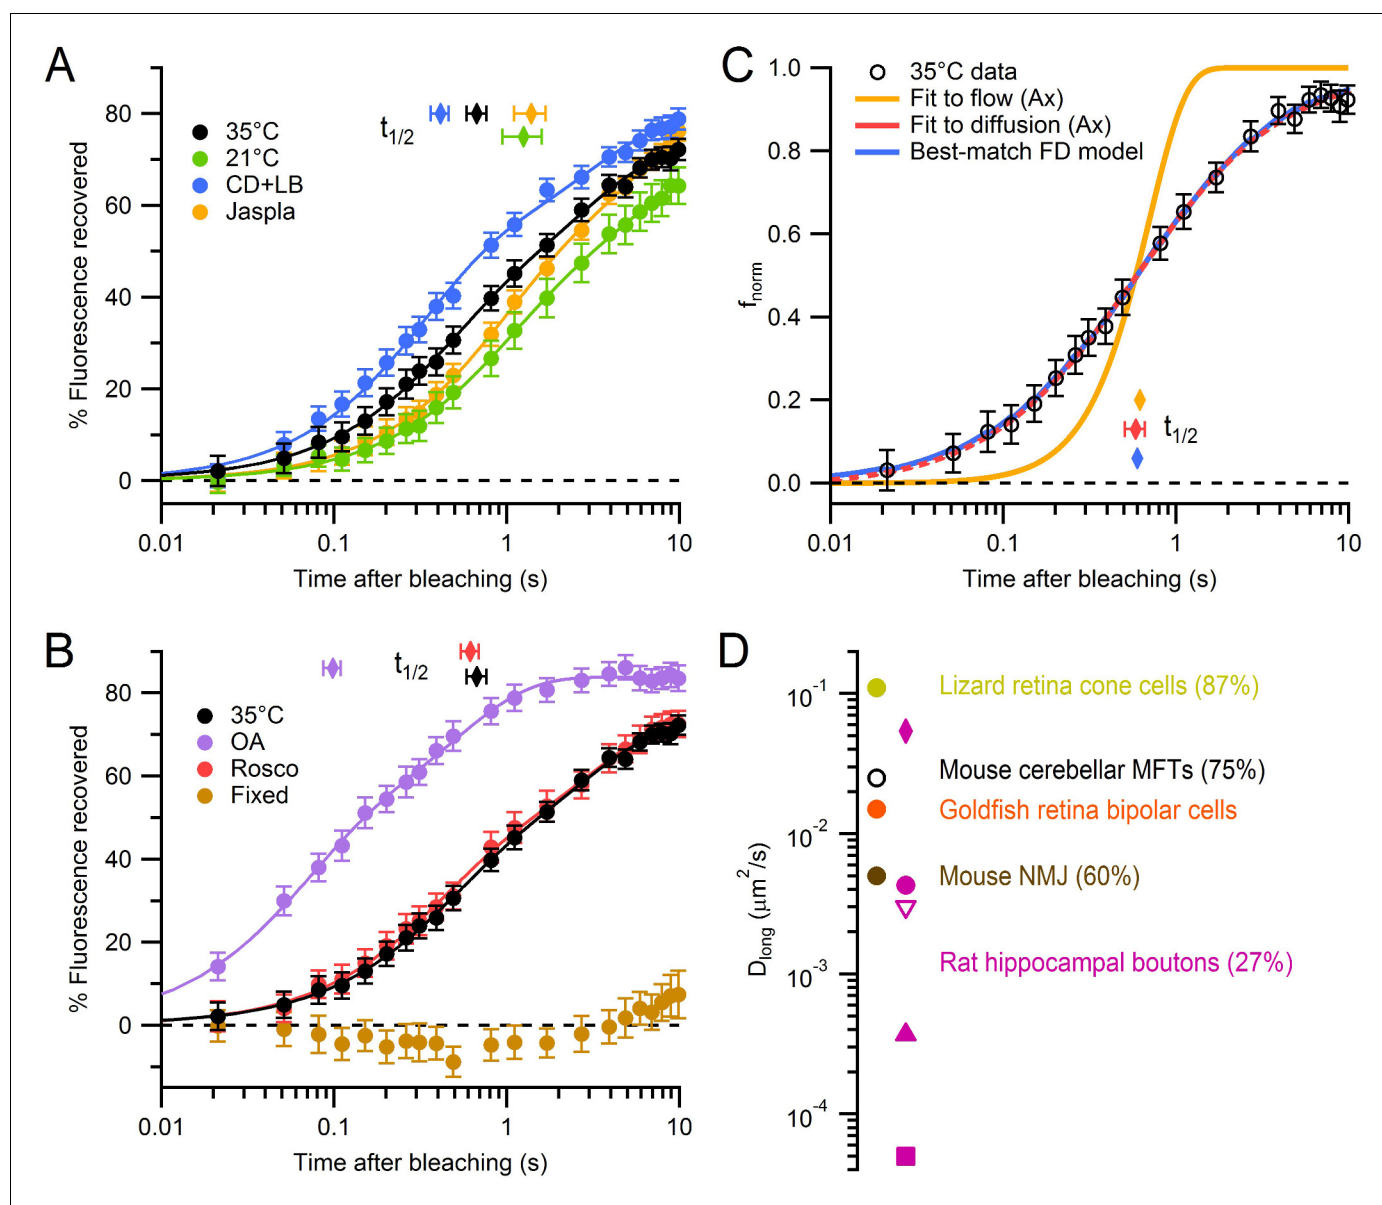 A
80
60
40
20
0
% Fluorescence recovered
35°C
21°C
CD+LB
Jaspla
t1/2
0.01
0.1
1
10
Time after bleaching (s)
B
80
60
40
20
0
% Fluorescence recovered
35°C
OA
Rosco
Fixed
t1/2
0.01
0.1
1
10
Time after bleaching (s)
C
1.0
0.8
0.6
0.4
0.2
0.0
fnorm
35°C data
Fit to flow (Ax)
Fit to diffusion (Ax)
Best-match FD model
t1/2
0.01
0.1
1
10
Time after bleaching (s)
D
10-1
10-2
10-3
10-4
Dlong (μm2/s)
Lizard retina cone cells (87%)
Mouse cerebellar MFTs (75%)
Goldfish retina bipolar cells
Mouse NMJ (60%)
Rat hippocampal boutons (27%)